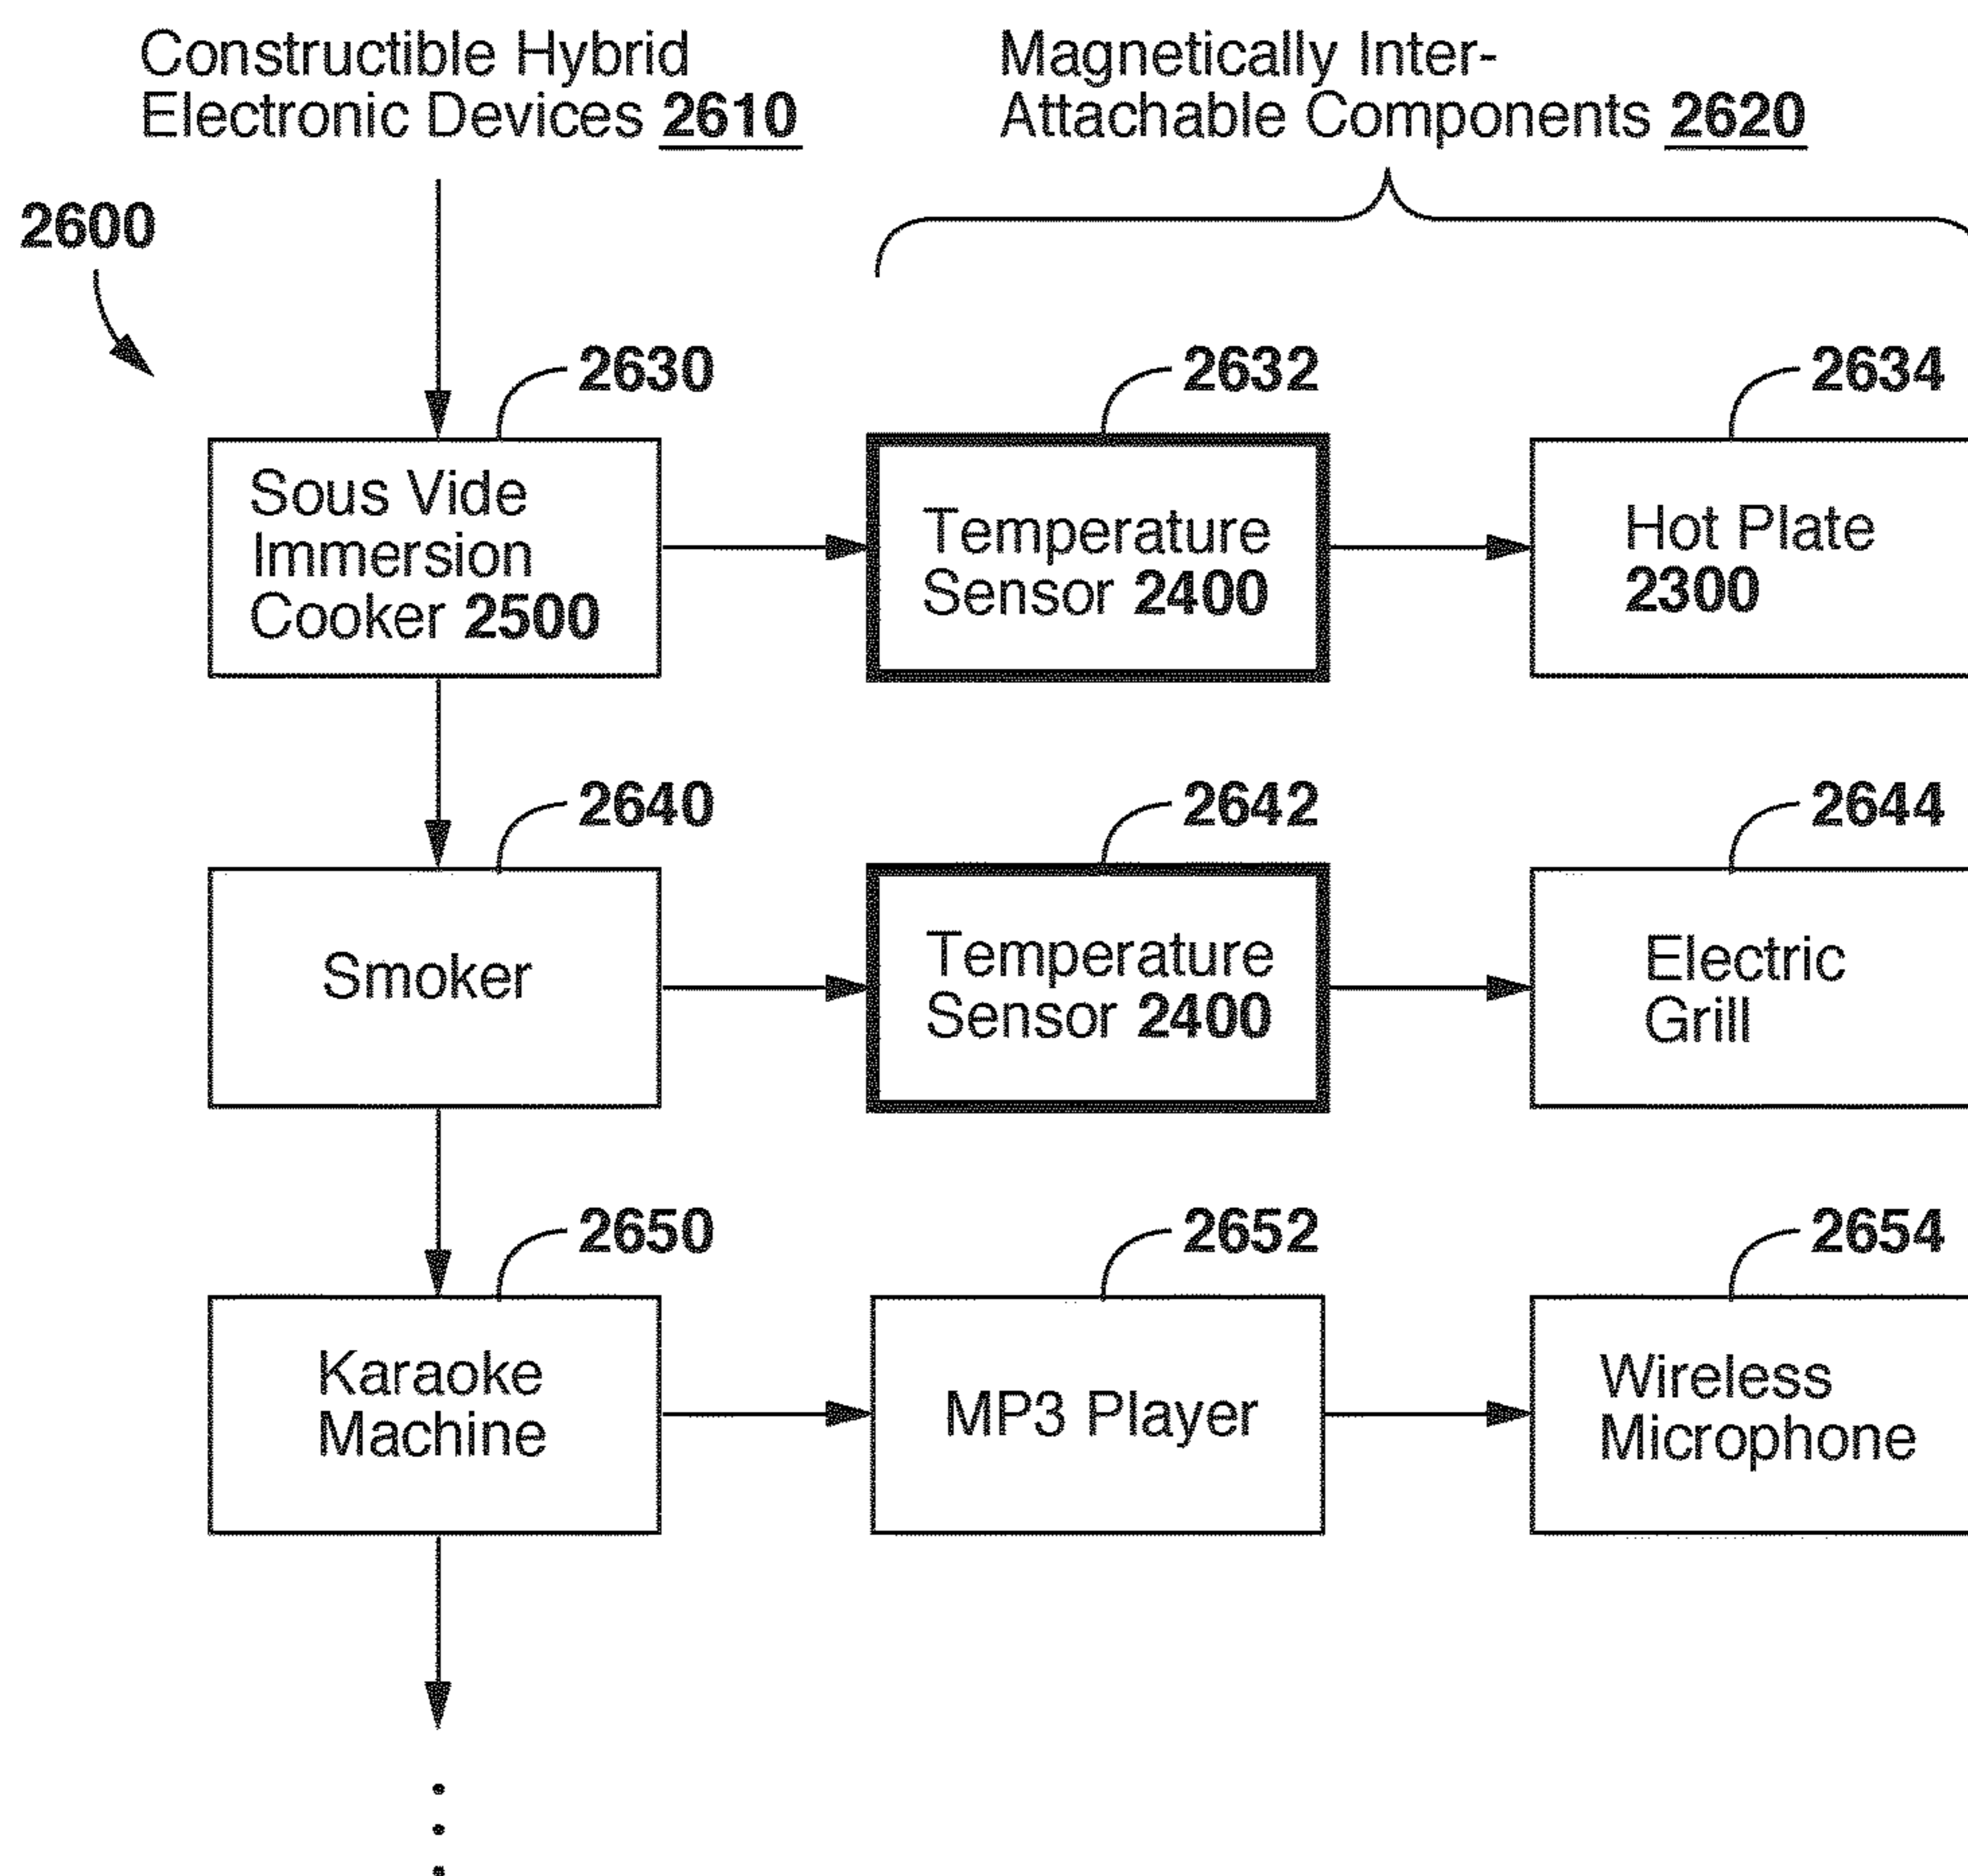 Constructible Hybrid
Electronic Devices 2610
Magnetically Inter-
Attachable Components 2620
2600
2630
2632
2634
Sous Vide
Immersion
Cooker 2500
Temperature
Sensor 2400
Hot Plate
2300
2640
2642
2644
Smoker
Temperature
Sensor 2400
Electric
Grill
2650
2652
2654
Karaoke
Machine
MP3 Player
Wireless
Microphone